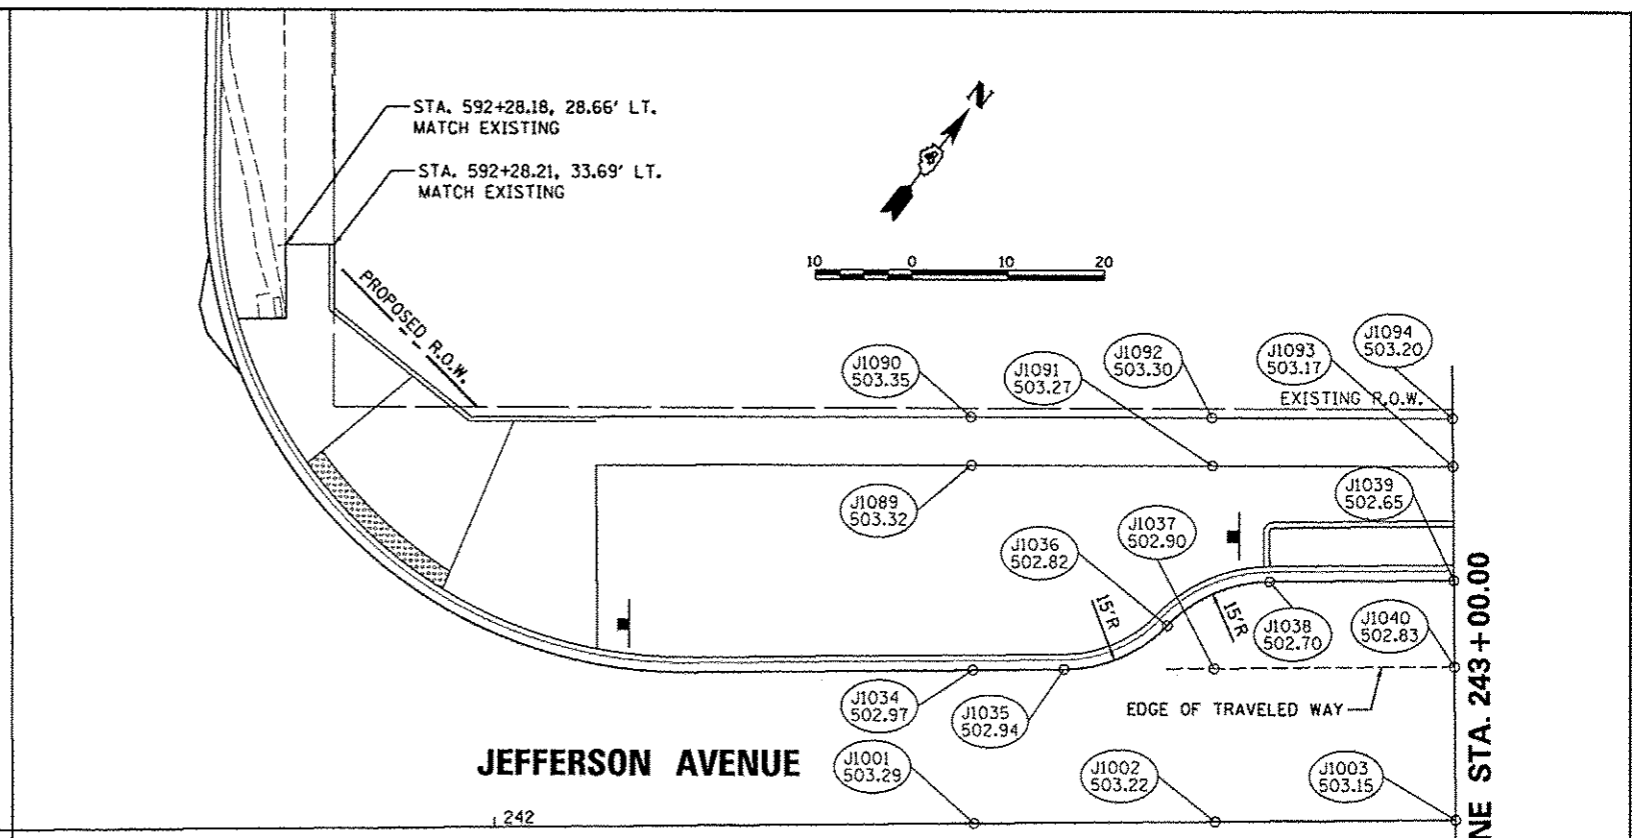 STA. 592+28.18, 28.66' LT.
MATCH EXISTING
STA. 592+28.21, 33.69' LT.
MATCH EXISTING
N
10 0 10 20
PROPOSED R.O.W.
J1090
503.35
J1091
503.27
J1092
503.30
J1093
503.17
J1094
503.20
EXISTING R.O.W.
J1089
503.32
J1036
502.82
J1037
502.90
J1039
502.65
15'R
15'R
J1038
502.70
J1040
502.83
J1034
502.97
J1035
502.94
EDGE OF TRAVELED WAY
JEFFERSON AVENUE
J1001
503.29
J1002
503.22
J1003
503.15
242
NE STA. 243+00.00